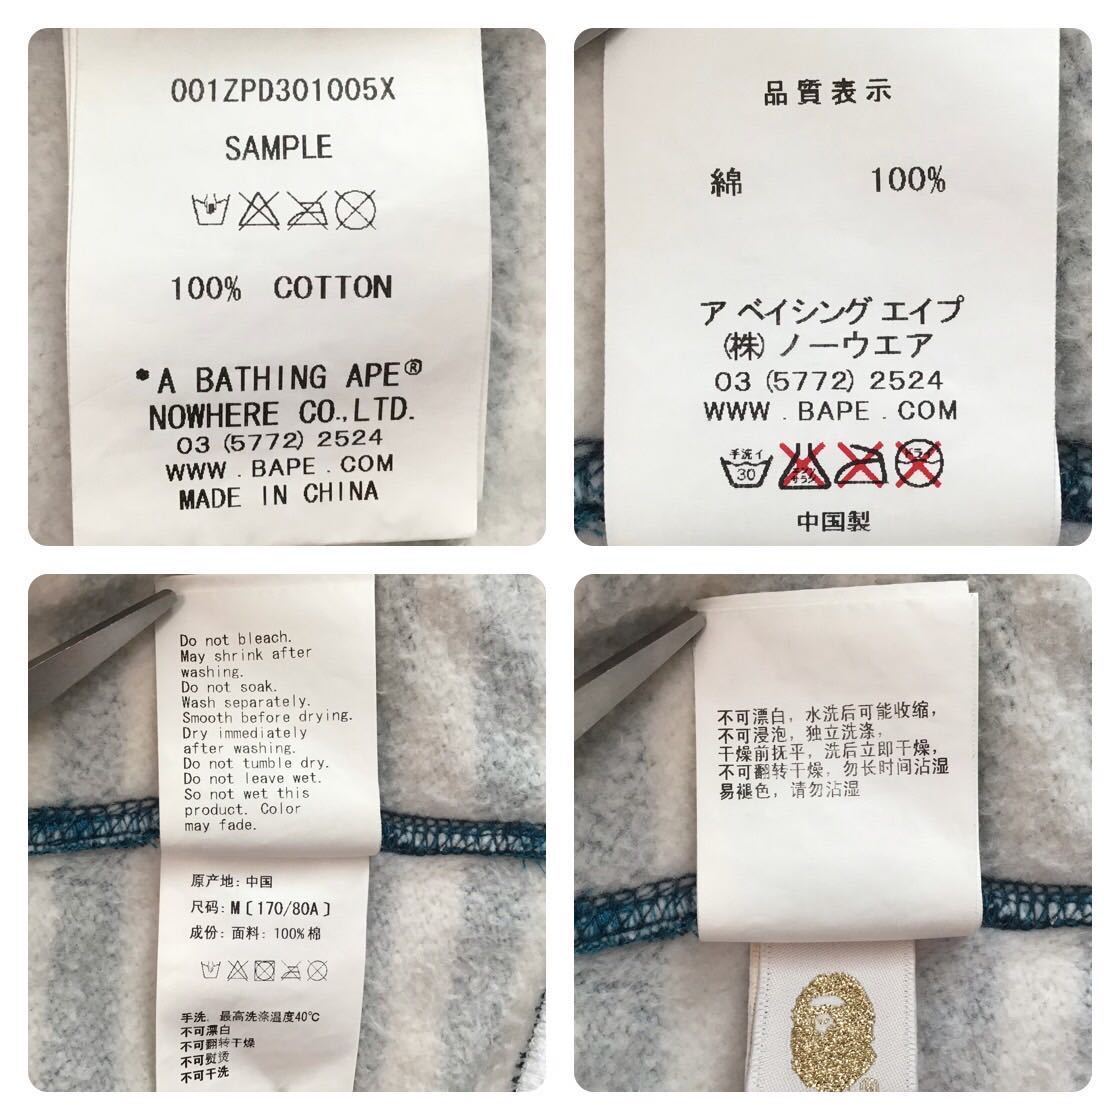 001ZPD301005X
SAMPLE
100% COTTON
*A BATHING APE®
NOWHERE CO.,LTD.
03 (5772) 2524
WWW . BAPE . COM
MADE IN CHINA
品質表示
綿 100%
ア ベイシング エイプ
(株) ノーウエア
03 (5772) 2524
WWW . BAPE . COM
手洗イ
30
ドライ
中国製
Do not bleach.
May shrink after
washing.
Do not soak.
Wash separately.
Smooth before drying.
Dry immediately
after washing.
Do not tumble dry.
Do not leave wet.
So not wet this
product. Color
may fade.
原产地: 中国
尺码: M〔170/80A〕
成份: 面料: 100%棉
手洗, 最高洗涤温度40℃
不可漂白
不可翻转干燥
不可熨烫
不可干洗
不可漂白, 水洗后可能收缩,
不可浸泡, 独立洗涤,
干燥前抚平, 洗后立即干燥,
不可翻转干燥, 勿长时间沾湿
易褪色, 请勿沾湿